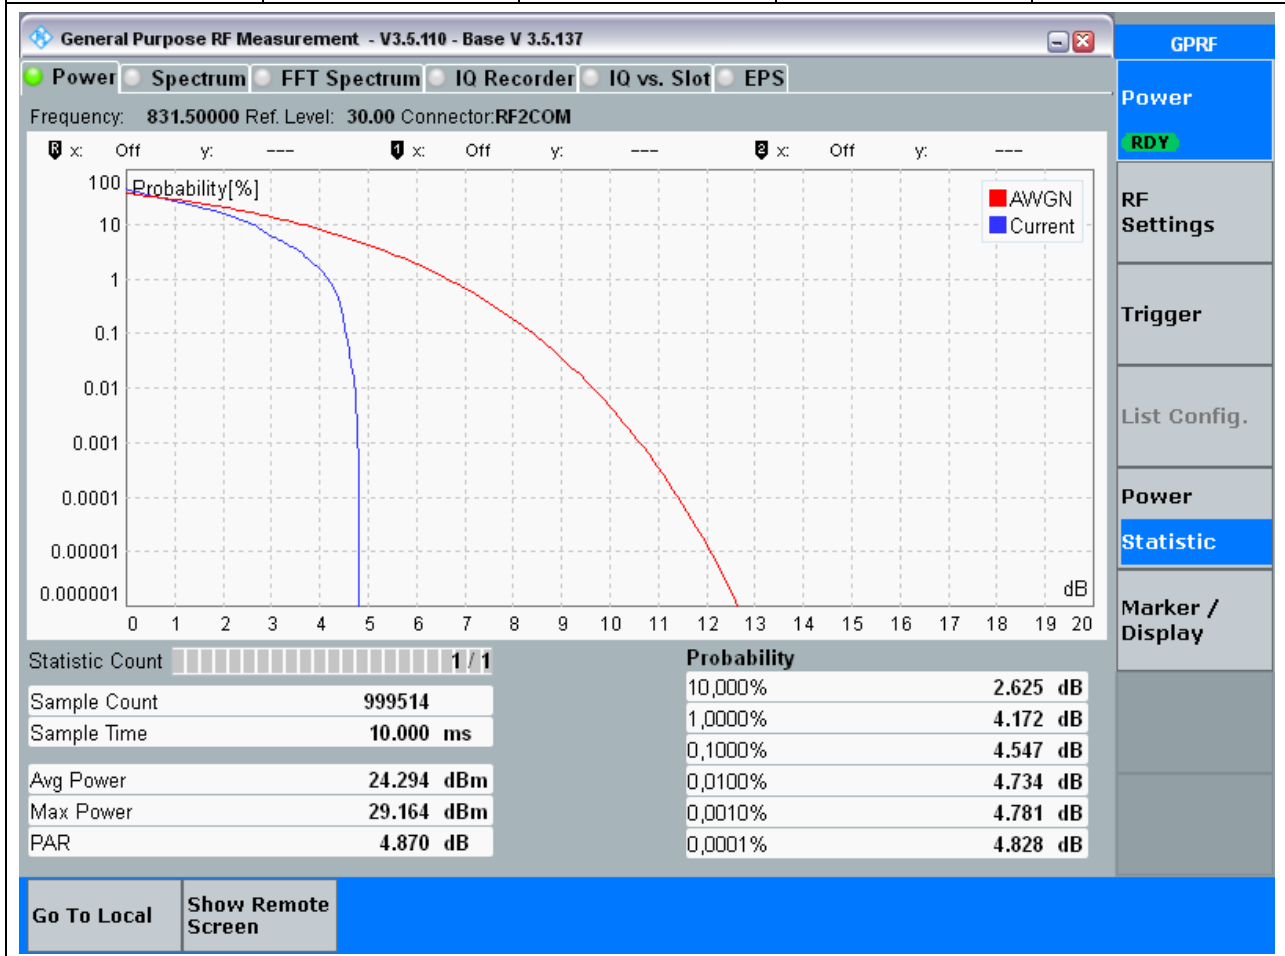 General Purpose RF Measurement - V3.5.110 - Base V 3.5.137
GPRF
Power Spectrum FFT Spectrum IQ Recorder IQ vs. Slot EPS
Frequency: 831.50000 Ref. Level: 30.00 Connector:RF2COM
R x: Off y: --- 1 x: Off y: --- 2 x: Off y: ---
Probability[%]
100
10
1
0.1
0.01
0.001
0.0001
0.00001
0.000001
AWGN
Current
dB
0 1 2 3 4 5 6 7 8 9 10 11 12 13 14 15 16 17 18 19 20
Statistic Count 1 / 1
Sample Count 999514
Sample Time 10.000 ms
Avg Power 24.294 dBm
Max Power 29.164 dBm
PAR 4.870 dB
Probability
10,000% 2.625 dB
1,0000% 4.172 dB
0,1000% 4.547 dB
0,0100% 4.734 dB
0,0010% 4.781 dB
0,0001% 4.828 dB
Power
RDY
RF
Settings
Trigger
List Config.
Power
Statistic
Marker /
Display
Go To Local
Show Remote
Screen